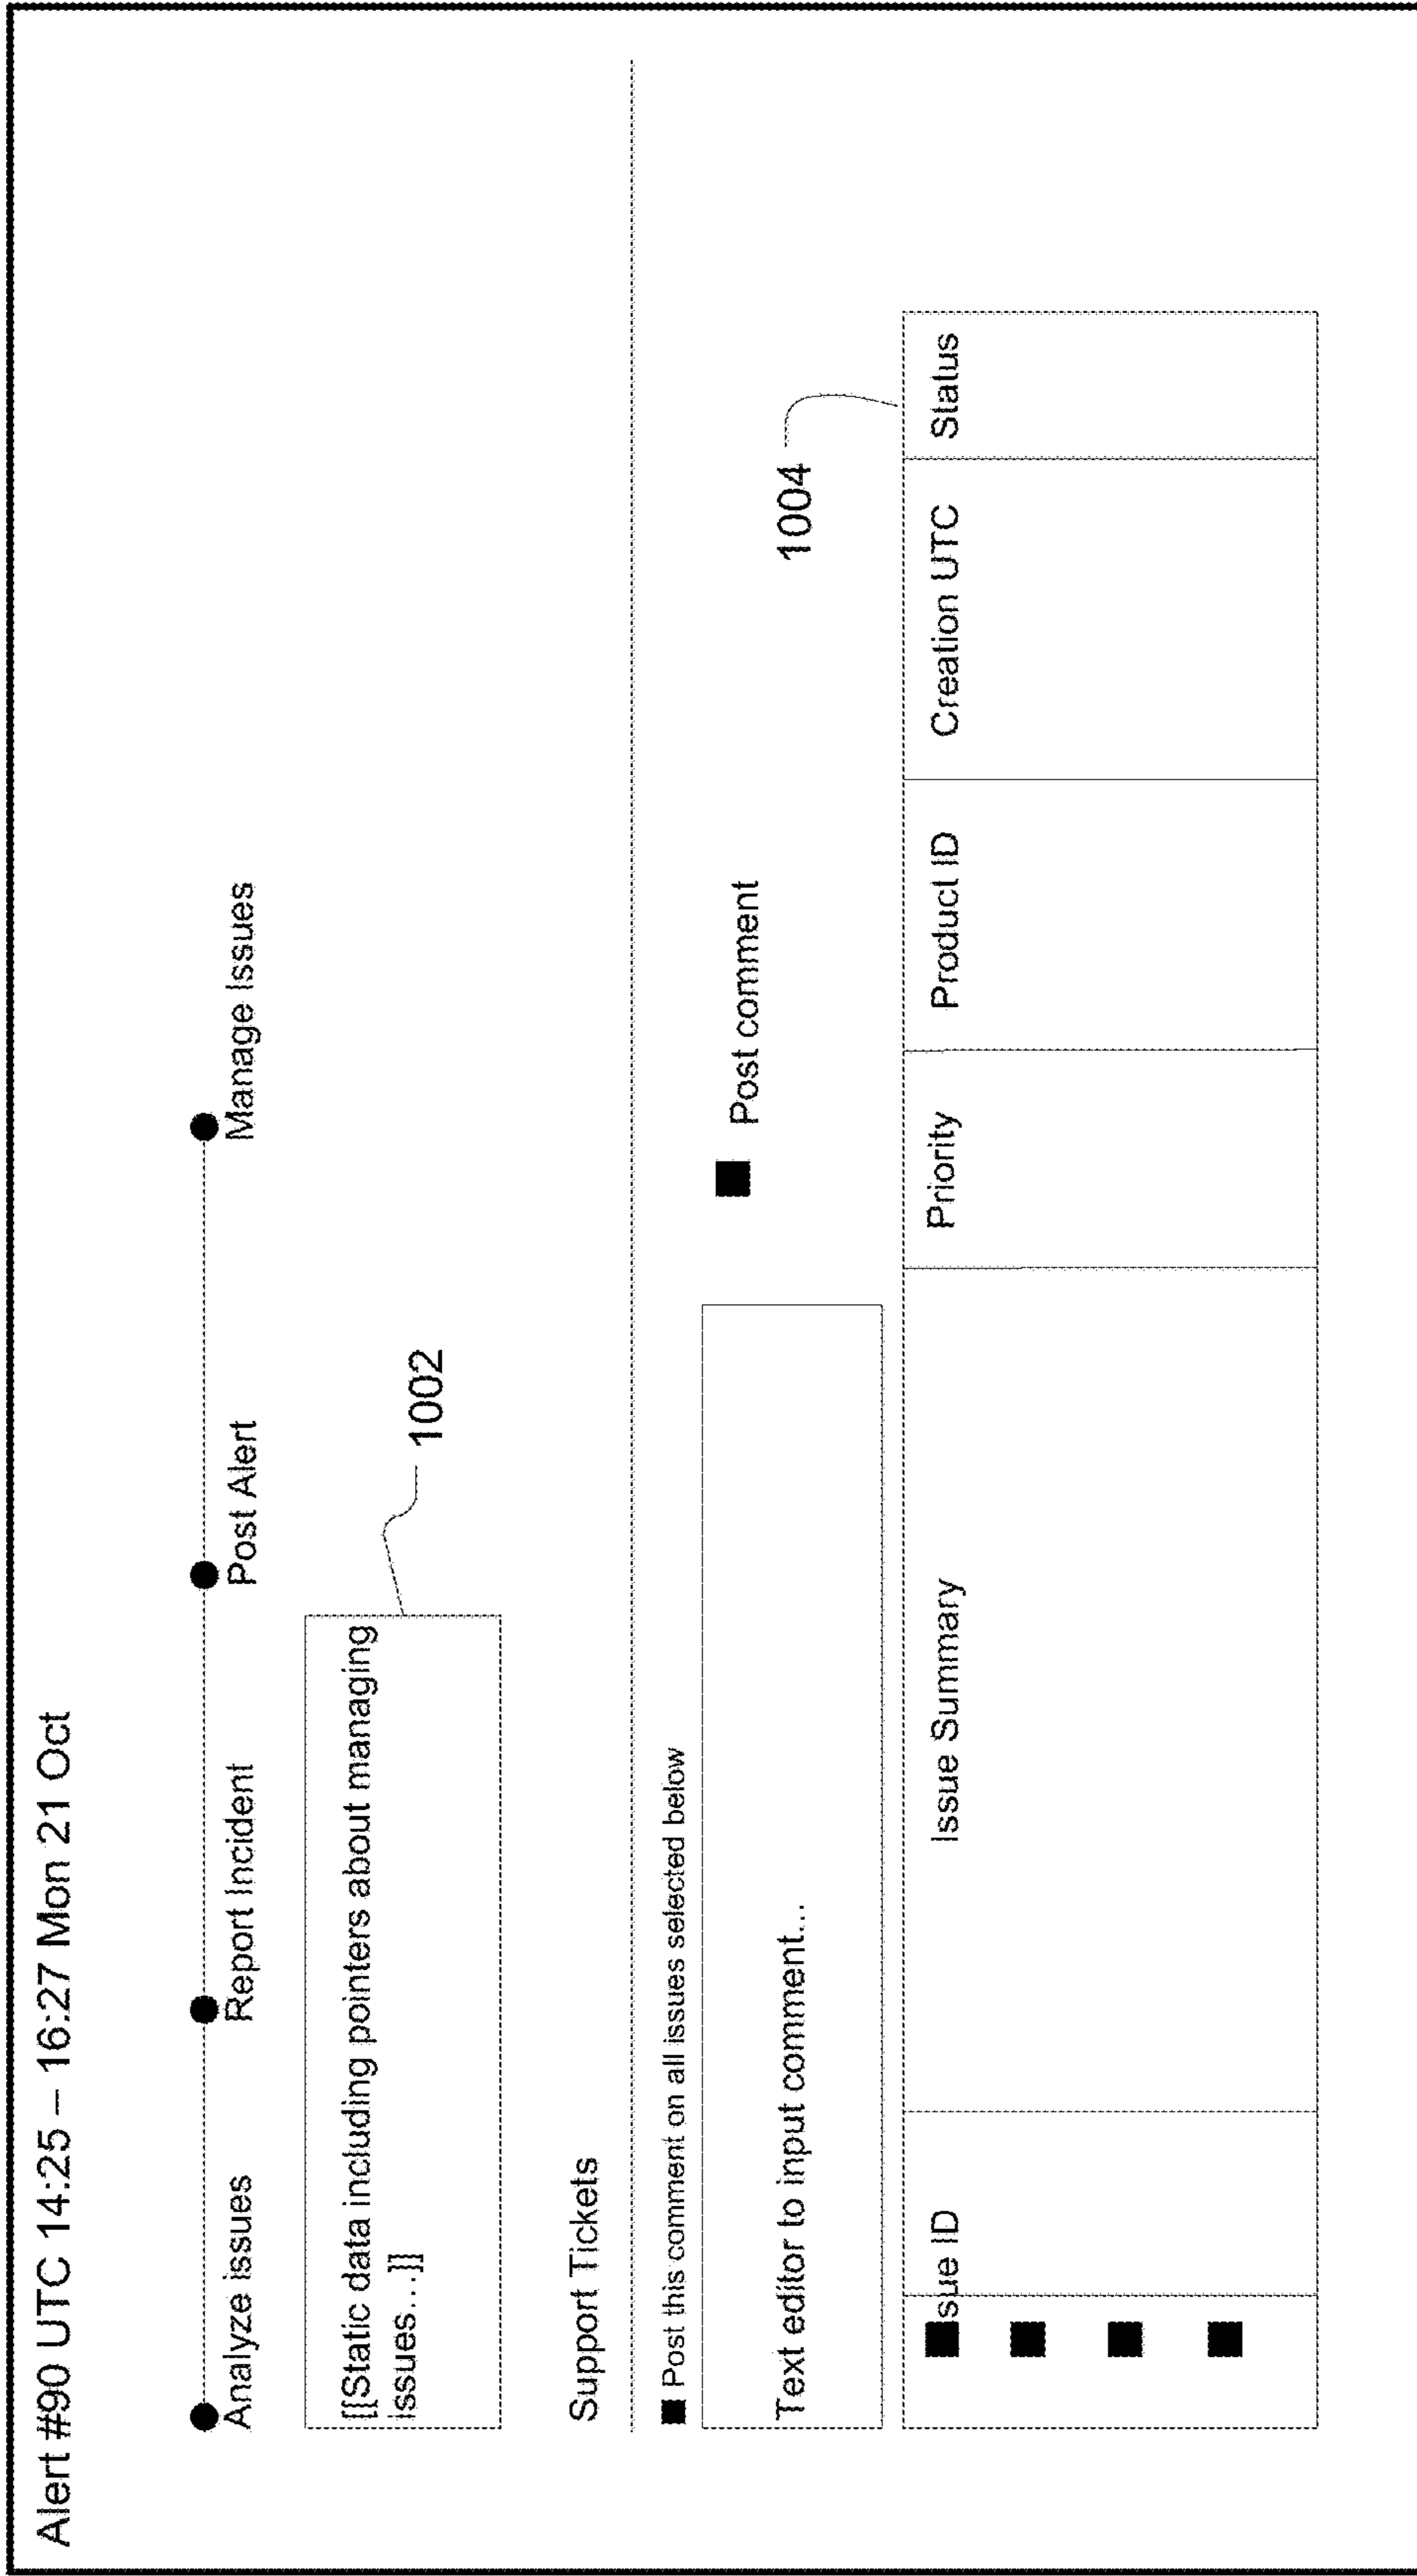 Alert #90 UTC 14:25 – 16:27 Mon 21 Oct
Analyze issues
Report Incident
Post Alert
Manage Issues
[[Static data including pointers about managing
issues…]]
1002
Support Tickets
Post this comment on all issues selected below
Text editor to input comment...
Post comment
1004
Issue ID
Issue Summary
Priority
Product ID
Creation UTC
Status